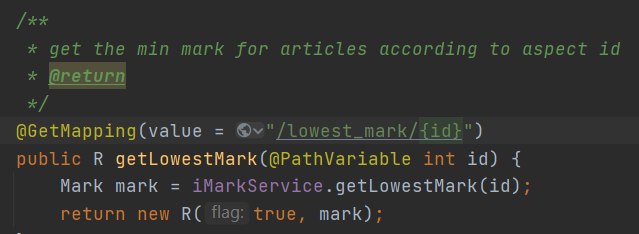 /**
* get the min mark for articles according to aspect id
* @return
*/
@GetMapping(value = "/lowest_mark/{id}")
public R getLowestMark(@PathVariable int id) {
Mark mark = iMarkService.getLowestMark(id);
return new R( flag: true, mark);